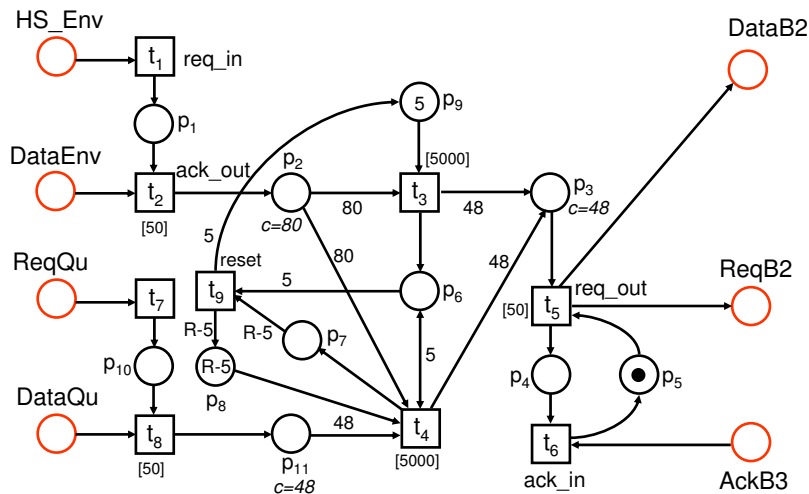 HS_Env
DataB2
t1
req_in
5
p9
p1
[5000]
DataEnv
ack_out
p2
p3
t2
80
t3
48
c=80
c=48
[50]
5
80
48
ReqQu
reset
ReqB2
t7
t9
5
p6
[50]
t5
req_out
R-5
R-5
p7
5
p10
R-5
p4
p5
p8
DataQu
t8
48
t4
t6
[50]
p11
c=48
[5000]
ack_in
AckB3